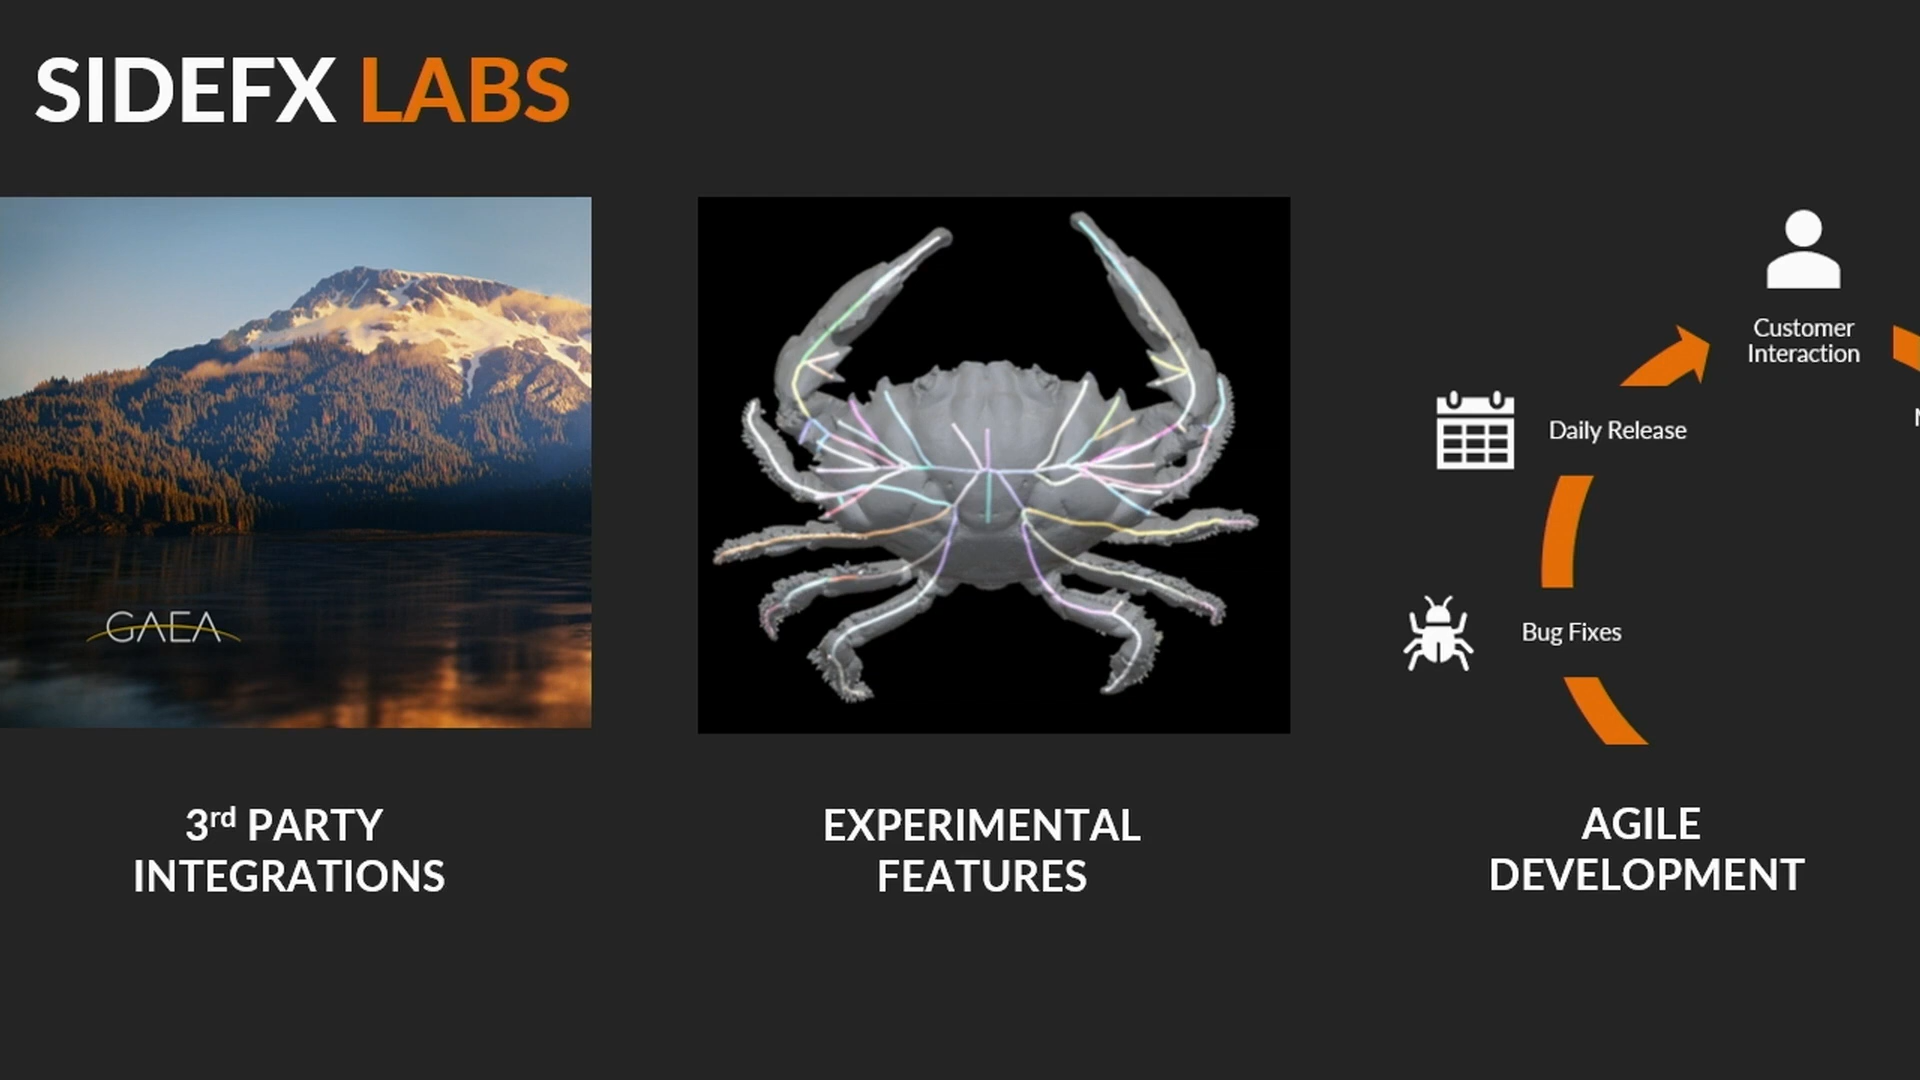 SIDEFX LABS
GAEA
Customer
Interaction
Daily Release
Bug Fixes
3rd PARTY
INTEGRATIONS
EXPERIMENTAL
FEATURES
AGILE
DEVELOPMENT